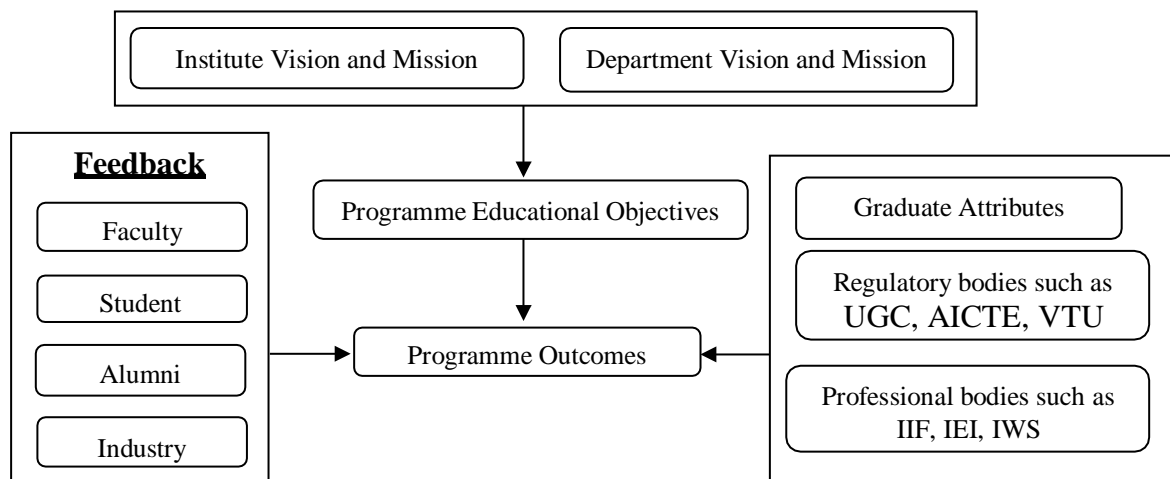 Institute Vision and Mission
Department Vision and Mission
Feedback
Faculty
Student
Alumni
Industry
Programme Educational Objectives
Programme Outcomes
Graduate Attributes
Regulatory bodies such as
UGC, AICTE, VTU
Professional bodies such as
IIF, IEI, IWS